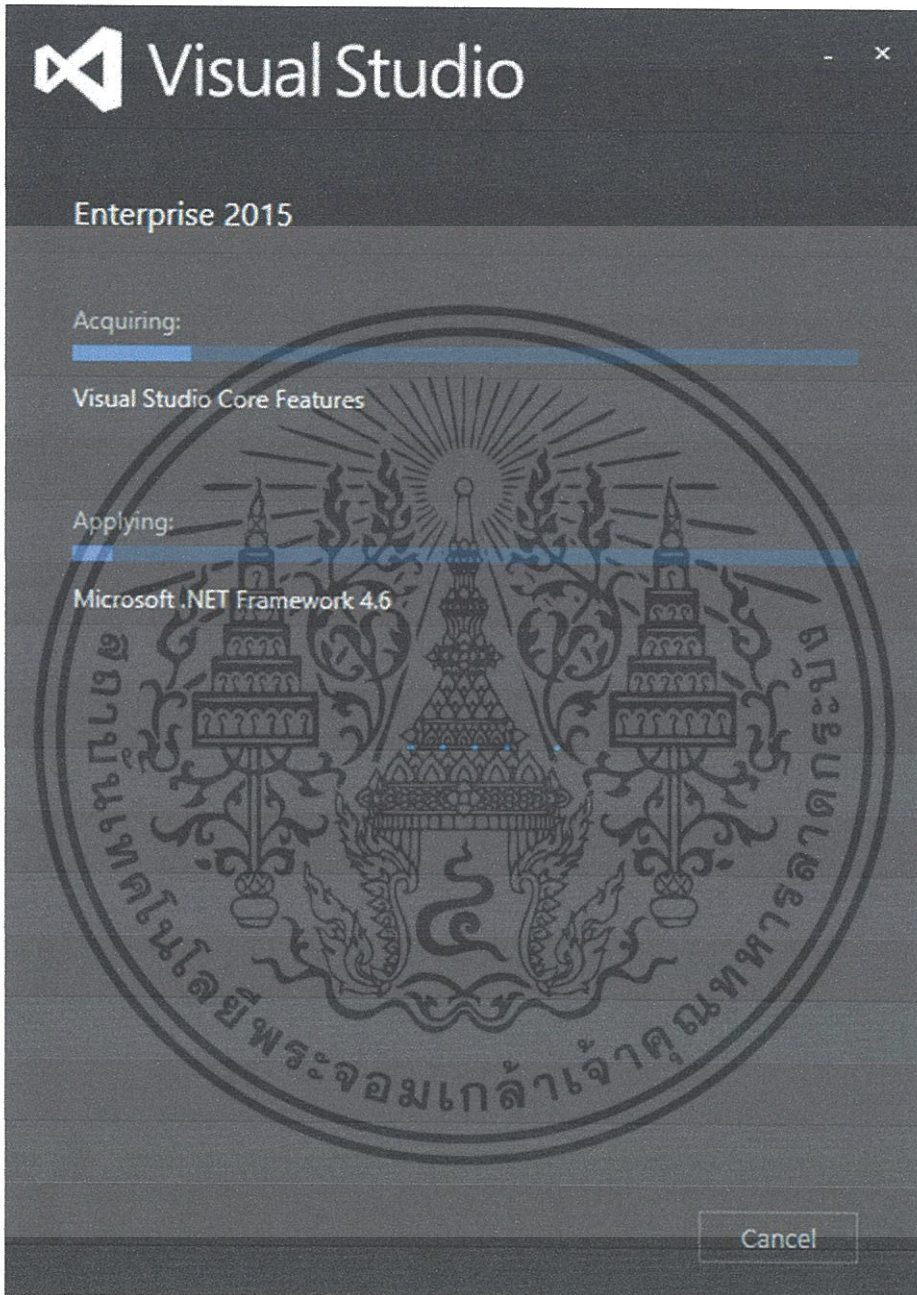 Visual Studio
Enterprise 2015
Acquiring:
Visual Studio Core Features
Applying:
Microsoft .NET Framework 4.6
สถาบันเทคโนโลยีพระจอมเกล้าเจ้าคุณทหารลาดกระบัง
Cancel